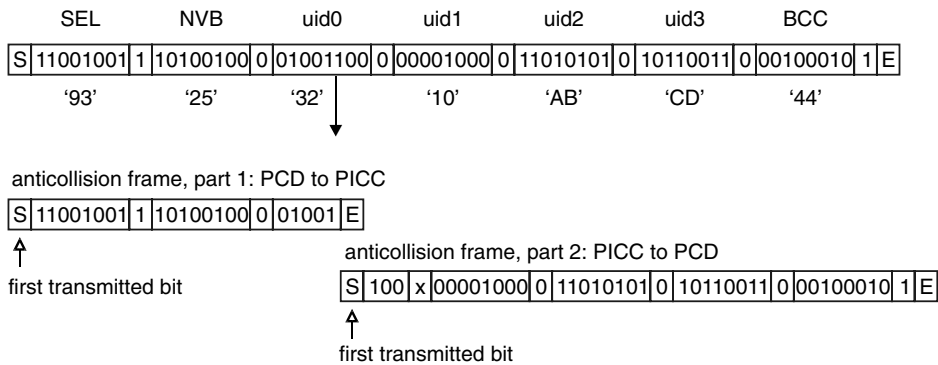 SEL NVB uid0 uid1 uid2 uid3 BCC
S 11001001 1 10100100 0 01001100 0 00001000 0 11010101 0 10110011 0 00100010 1 E
‘93’ ‘25’ ‘32’ ‘10’ ‘AB’ ‘CD’ ‘44’
anticollision frame, part 1: PCD to PICC
S 11001001 1 10100100 0 01001 E
first transmitted bit
anticollision frame, part 2: PICC to PCD
S 100 x 00001000 0 11010101 0 10110011 0 00100010 1 E
first transmitted bit